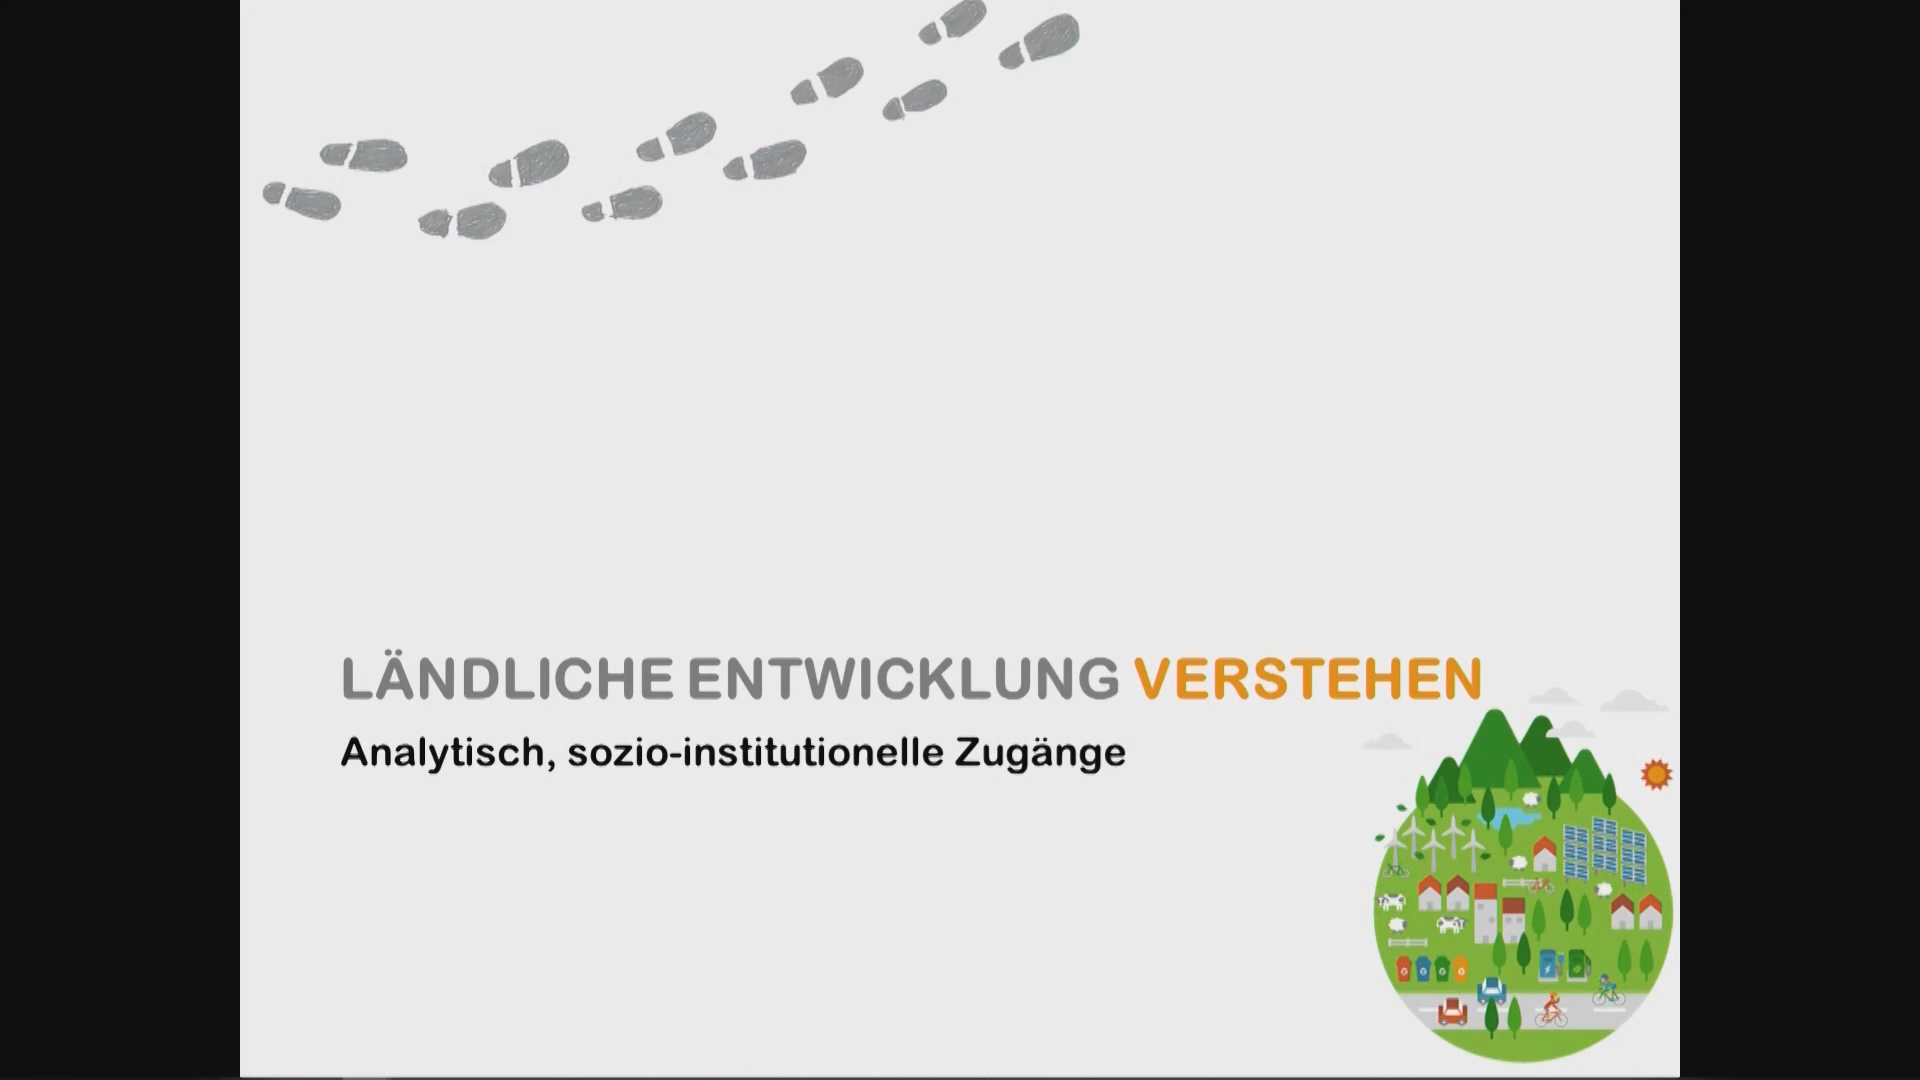 LÄNDLICHE ENTWICKLUNG VERSTEHEN
Analytisch, sozio-institutionelle Zugänge